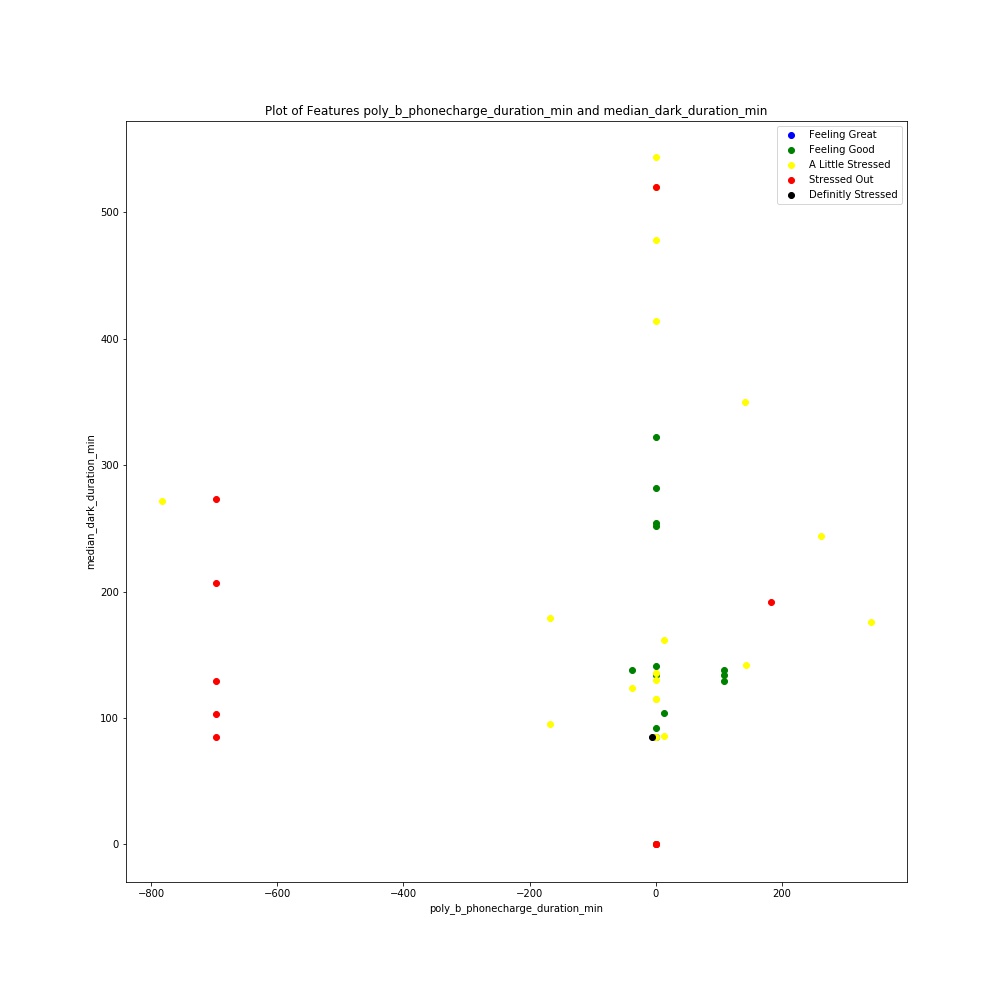 Plot of Features poly_b_phonecharge_duration_min and median_dark_duration_min
Feeling Great
Feeling Good
A Little Stressed
Stressed Out
Definitly Stressed
500
400
300
200
100
0
median_dark_duration_min
−800
−600
−400
−200
0
200
poly_b_phonecharge_duration_min